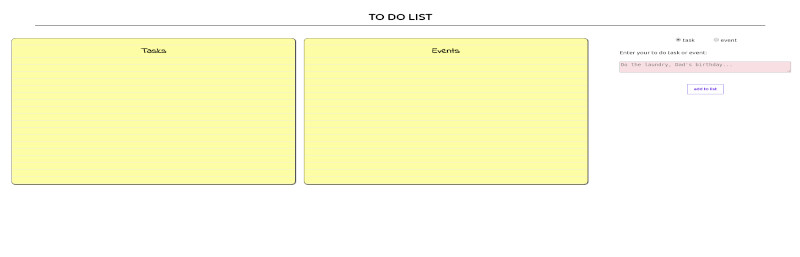 TO DO LIST
Tasks
Events
task event
Enter your to do task or event:
Do the laundry, Dad's birthday...
add to list